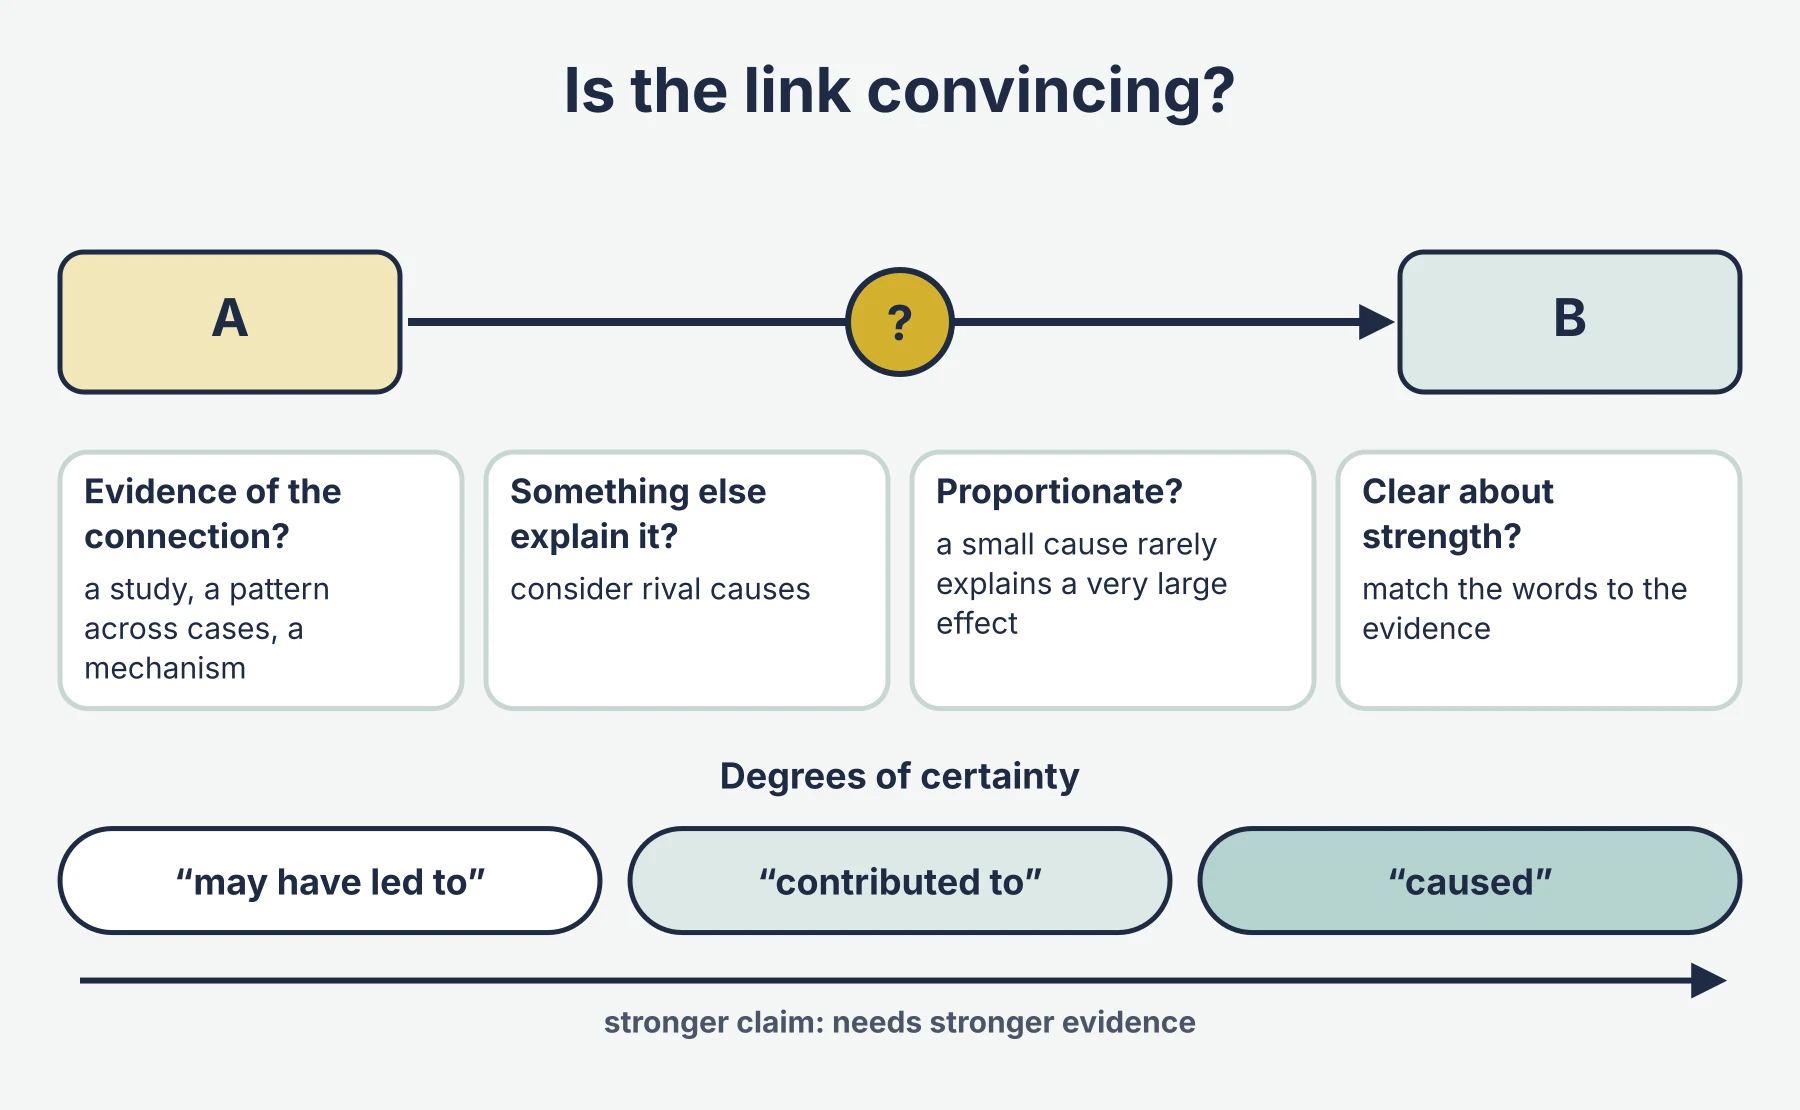 Is the link convincing?
A
?
B
Evidence of the
connection?
a study, a pattern
across cases, a
mechanism
Something else
explain it?
consider rival causes
Proportionate?
a small cause rarely
explains a very large
effect
Clear about
strength?
match the words to the
evidence
Degrees of certainty
“may have led to”
“contributed to”
“caused”
stronger claim: needs stronger evidence